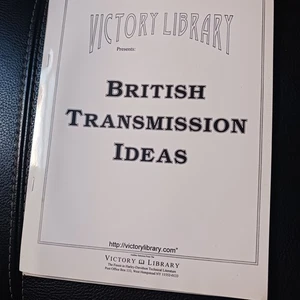 VICTORY LIBRARY
Presents:
BRITISH
TRANSMISSION
IDEAS
http://victorylibrary.com"
VICTORY LIBRARY